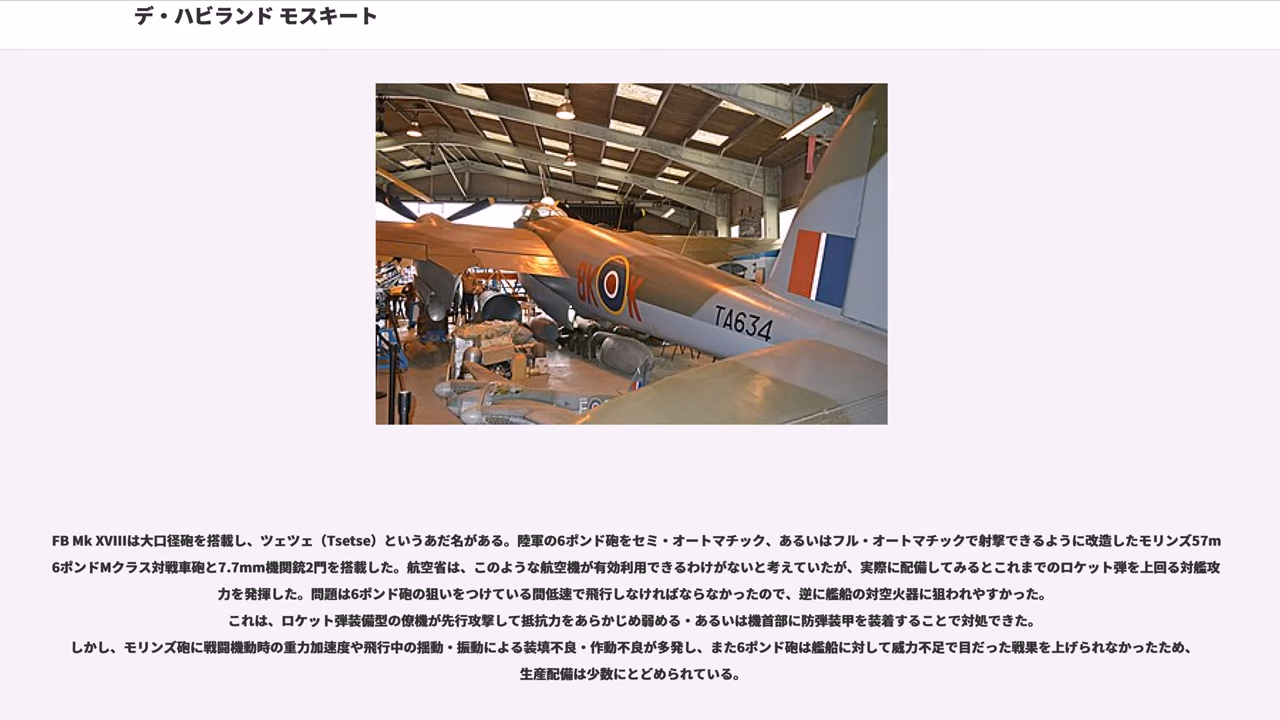 デ・ハビランド モスキート
8K K
TA634
FB Mk XVIIIは大口径砲を搭載し、ツェツェ（Tsetse）というあだ名がある。陸軍の6ポンド砲をセミ・オートマチック、あるいはフル・オートマチックで射撃できるように改造したモリンズ57m
6ポンドMクラス対戦車砲と7.7mm機関銃2門を搭載した。航空省は、このような航空機が有効利用できるわけがないと考えていたが、実際に配備してみるとこれまでのロケット弾を上回る対艦攻
力を発揮した。問題は6ポンド砲の狙いをつけている間低速で飛行しなければならなかったので、逆に艦船の対空火器に狙われやすかった。
これは、ロケット弾装備型の僚機が先行攻撃して抵抗力をあらかじめ弱める・あるいは機首部に防弾装甲を装着することで対処できた。
しかし、モリンズ砲に戦闘機動時の重力加速度や飛行中の揺動・振動による装填不良・作動不良が多発し、また6ポンド砲は艦船に対して威力不足で目だった戦果を上げられなかったため、
生産配備は少数にとどめられている。